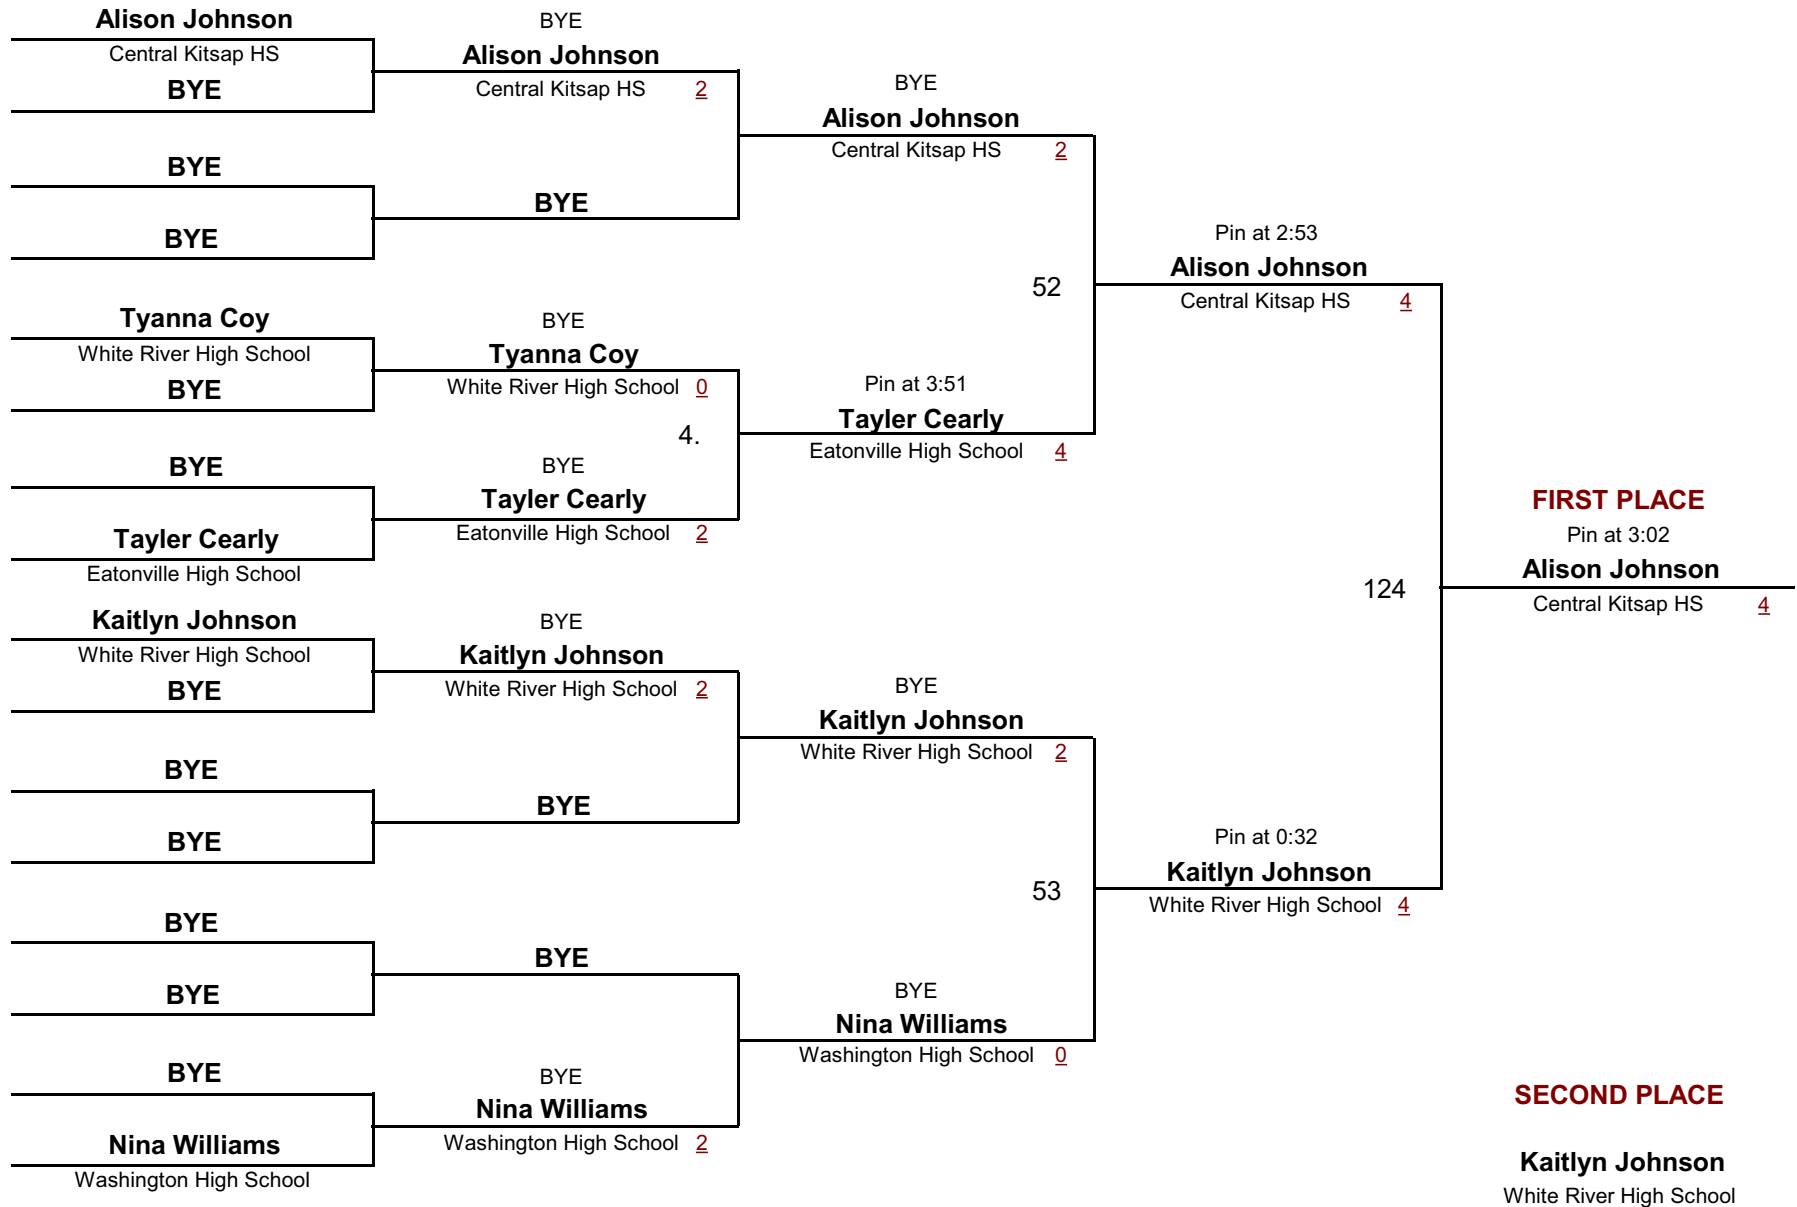 Alison Johnson
Central Kitsap HS
BYE
BYE
BYE
Tyanna Coy
White River High School
BYE
BYE
Tayler Cearly
Eatonville High School
Kaitlyn Johnson
White River High School
BYE
BYE
BYE
BYE
BYE
BYE
Nina Williams
Washington High School
BYE
Alison Johnson
Central Kitsap HS 2
BYE
BYE
Tyanna Coy
White River High School 0
4.
BYE
Tayler Cearly
Eatonville High School 2
BYE
Kaitlyn Johnson
White River High School 2
BYE
BYE
BYE
Nina Williams
Washington High School 2
BYE
Alison Johnson
Central Kitsap HS 2
52
Pin at 3:51
Tayler Cearly
Eatonville High School 4
BYE
Kaitlyn Johnson
White River High School 2
53
BYE
Nina Williams
Washington High School 0
Pin at 2:53
Alison Johnson
Central Kitsap HS 4
124
Pin at 0:32
Kaitlyn Johnson
White River High School 4
FIRST PLACE
Pin at 3:02
Alison Johnson
Central Kitsap HS 4
SECOND PLACE
Kaitlyn Johnson
White River High School